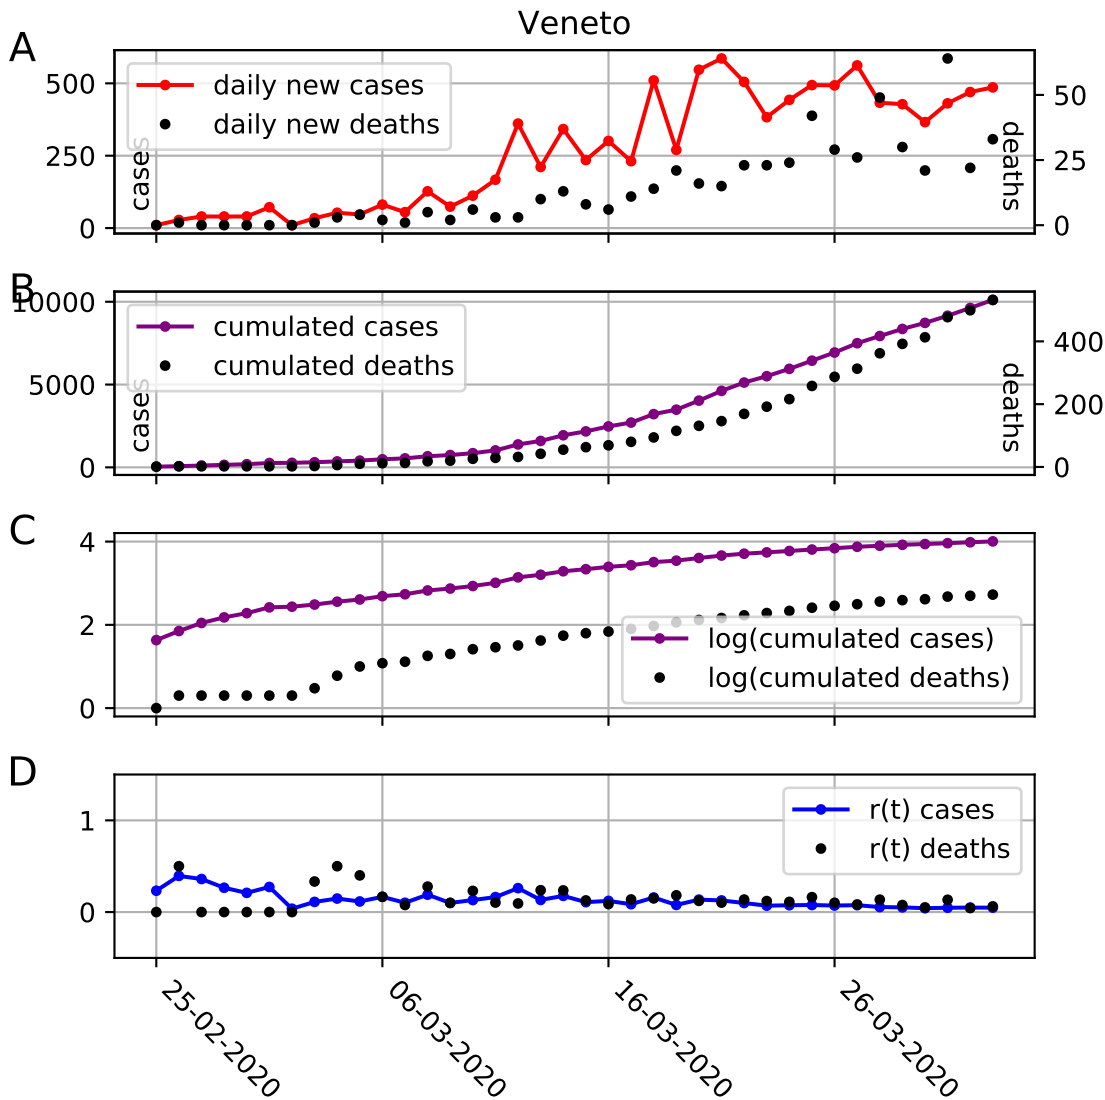 Veneto
A
daily new cases
daily new deaths
500
250
0
cases
50
25
0
deaths
B
cumulated cases
cumulated deaths
10000
5000
0
cases
400
200
0
deaths
C
4
2
0
log(cumulated cases)
log(cumulated deaths)
D
1
0
r(t) cases
r(t) deaths
25-02-2020
06-03-2020
16-03-2020
26-03-2020